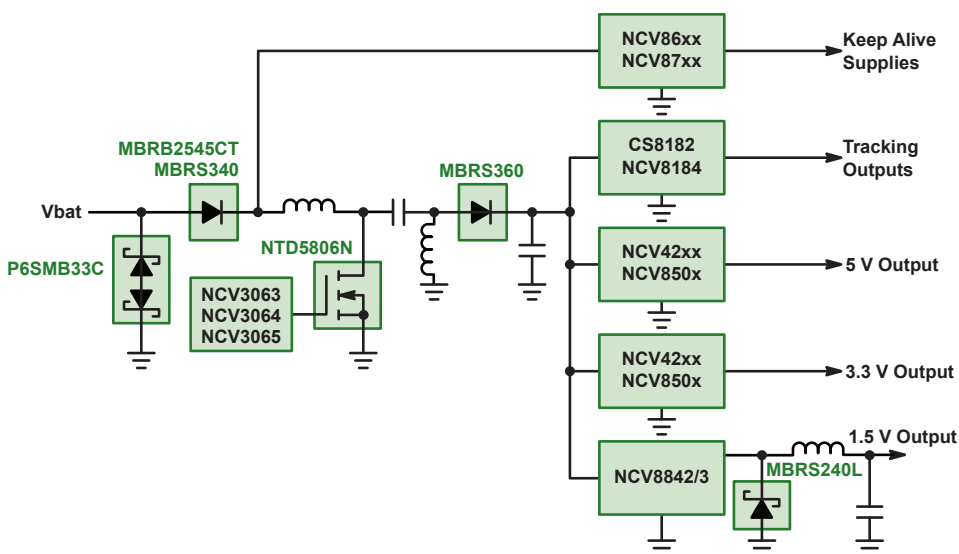 NCV86xx
NCV87xx
Keep Alive
Supplies
MBRB2545CT
MBRS340
MBRS360
CS8182
NCV8184
Tracking
Outputs
Vbat
P6SMB33C
NTD5806N
NCV3063
NCV3064
NCV3065
NCV42xx
NCV850x
5 V Output
NCV42xx
NCV850x
3.3 V Output
NCV8842/3
1.5 V Output
MBRS240L